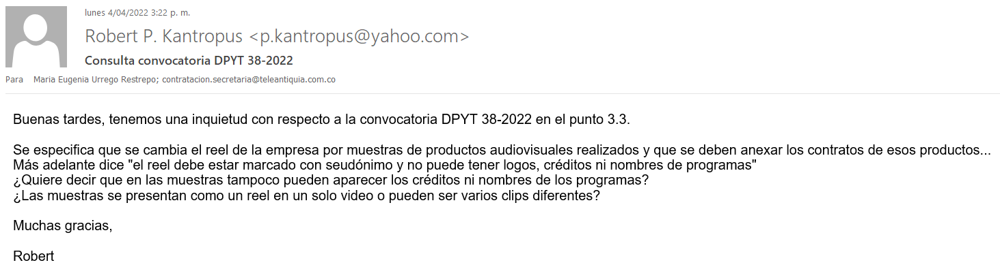 lunes 4/04/2022 3:22 p. m.
Robert P. Kantropus <p.kantropus@yahoo.com>
Consulta convocatoria DPYT 38-2022
Para Maria Eugenia Urrego Restrepo; contratacion.secretaria@teleantiquia.com.co
Buenas tardes, tenemos una inquietud con respecto a la convocatoria DPYT 38-2022 en el punto 3.3.
Se especifica que se cambia el reel de la empresa por muestras de productos audiovisuales realizados y que se deben anexar los contratos de esos productos...
Más adelante dice "el reel debe estar marcado con seudónimo y no puede tener logos, créditos ni nombres de programas"
¿Quiere decir que en las muestras tampoco pueden aparecer los créditos ni nombres de los programas?
¿Las muestras se presentan como un reel en un solo video o pueden ser varios clips diferentes?
Muchas gracias,
Robert